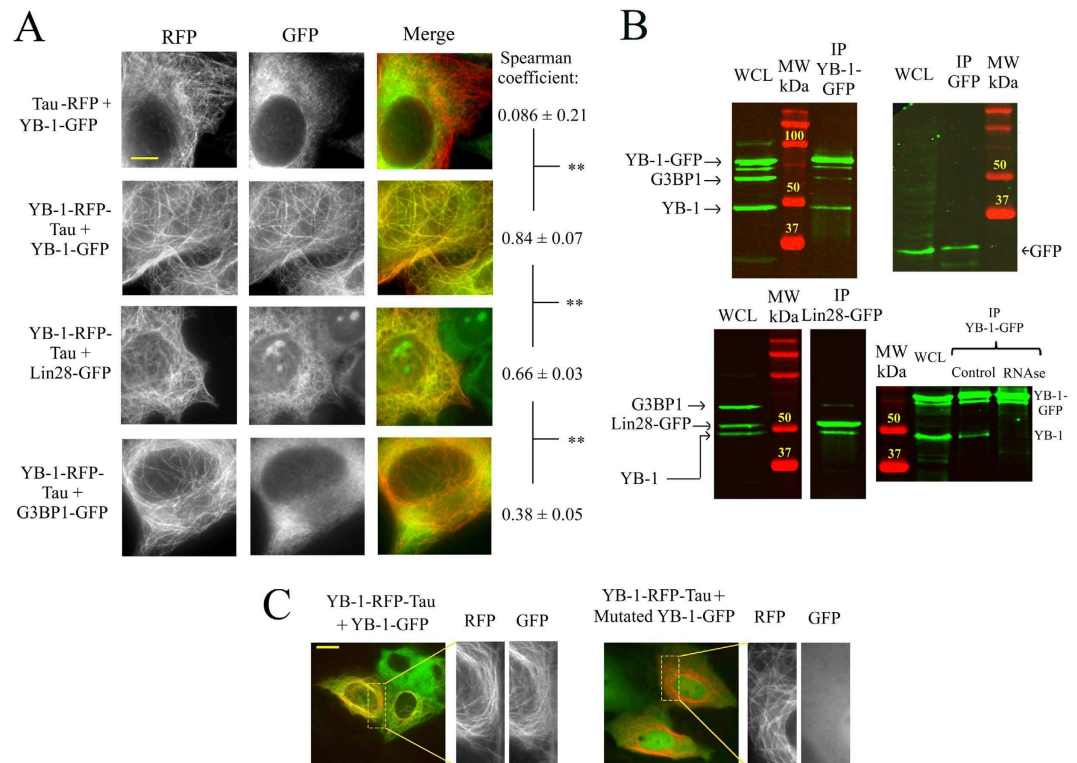 A
RFP
GFP
Merge
Spearman
coefficient:
Tau-RFP +
YB-1-GFP
0.086 ± 0.21
**
YB-1-RFP-
Tau +
YB-1-GFP
0.84 ± 0.07
**
YB-1-RFP-
Tau +
Lin28-GFP
0.66 ± 0.03
**
YB-1-RFP-
Tau +
G3BP1-GFP
0.38 ± 0.05
B
WCL
MW
kDa
IP
YB-1-
GFP
100
50
37
YB-1-GFP→
G3BP1→
YB-1→
WCL
IP
GFP
MW
kDa
50
37
←GFP
WCL
MW
kDa
IP
Lin28-GFP
50
37
G3BP1→
Lin28-GFP→
YB-1
MW
kDa
WCL
IP
YB-1-GFP
Control
RNAse
50
37
YB-1-
GFP
YB-1
C
YB-1-RFP-Tau
+ YB-1-GFP
RFP
GFP
YB-1-RFP-Tau +
Mutated YB-1-GFP
RFP
GFP